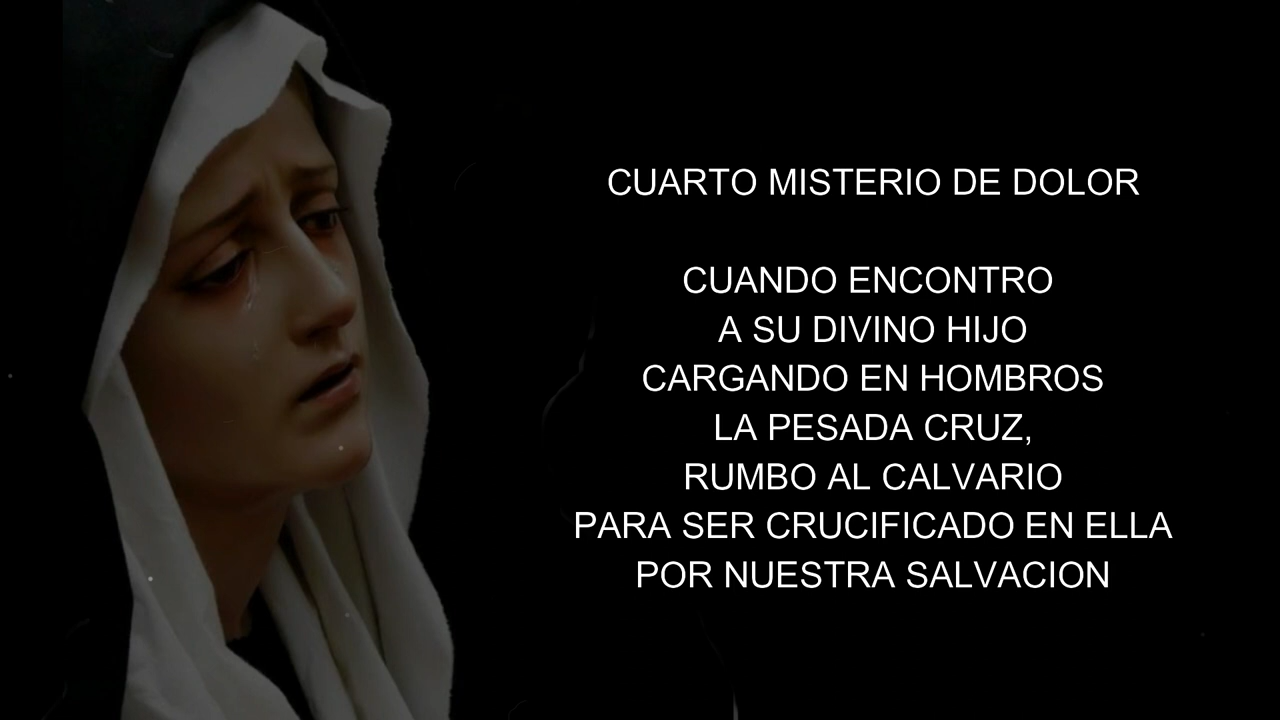 CUARTO MISTERIO DE DOLOR
CUANDO ENCONTRO
A SU DIVINO HIJO
CARGANDO EN HOMBROS
LA PESADA CRUZ,
RUMBO AL CALVARIO
PARA SER CRUCIFICADO EN ELLA
POR NUESTRA SALVACION